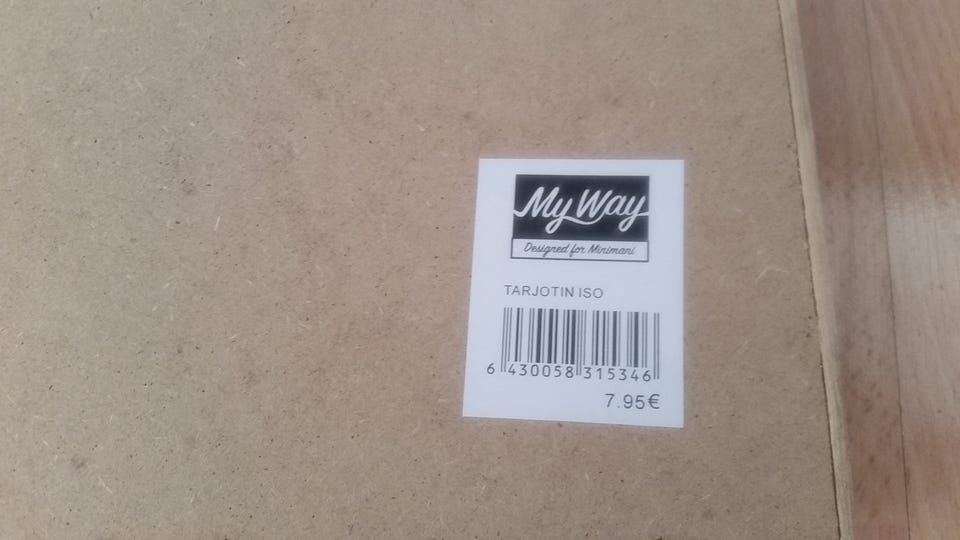 My Way
Designed for Minimani
TARJOTIN ISO
6 430058 315346
7.95€